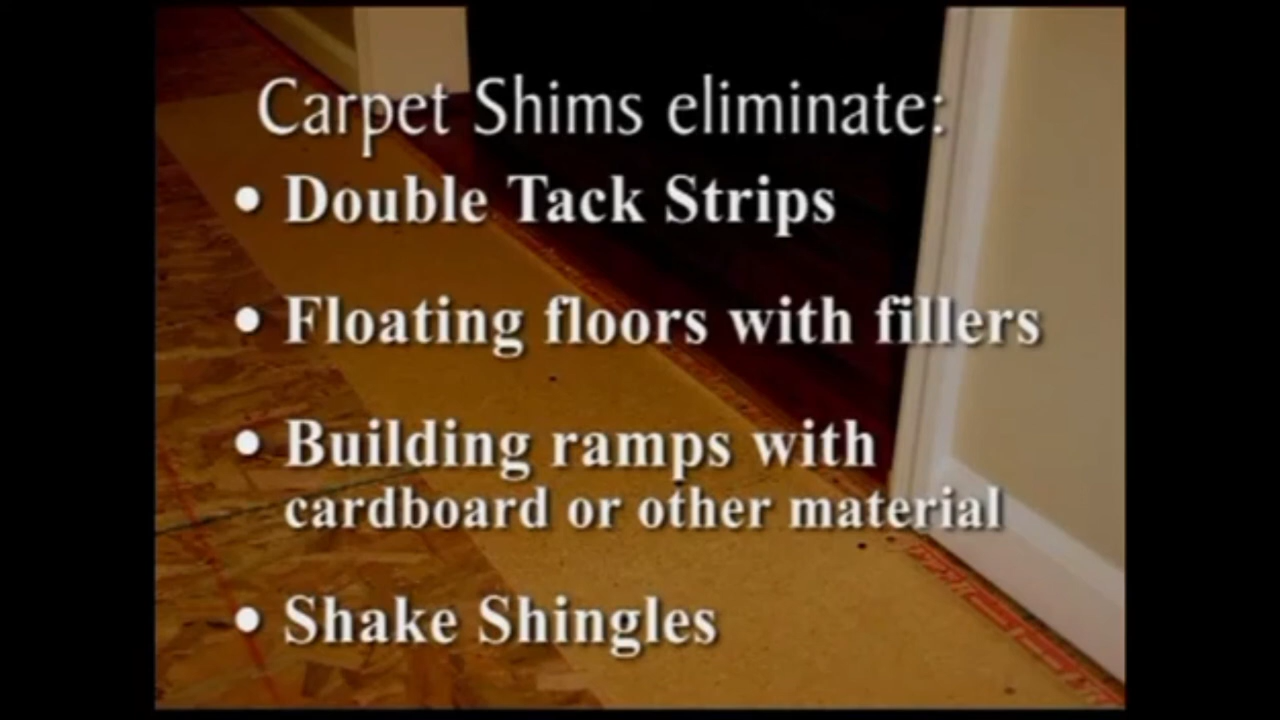 Carpet Shims eliminate:
• Double Tack Strips
• Floating floors with fillers
• Building ramps with
cardboard or other material
• Shake Shingles